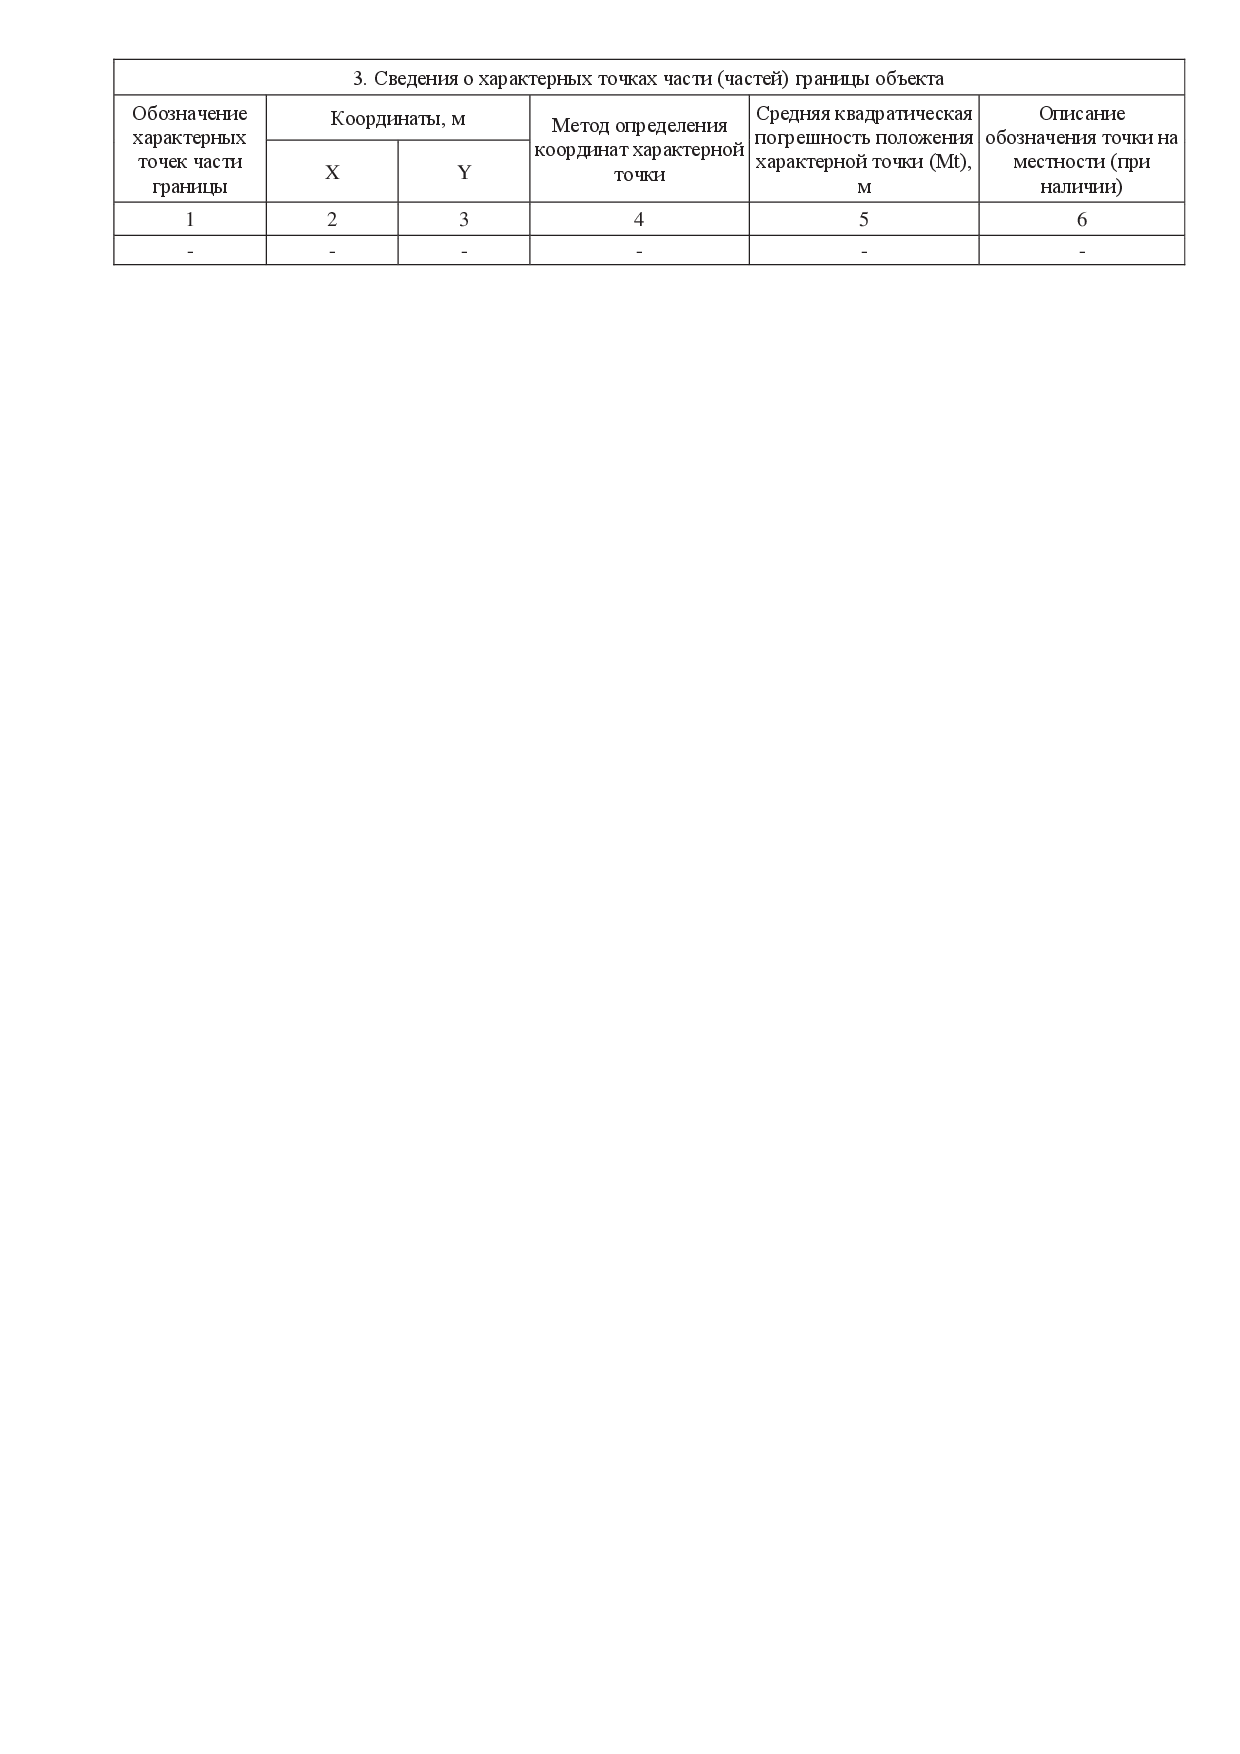 3. Сведения о характерных точках части (частей) границы объекта
Обозначение
характерных
точек части
границы
Координаты, м
X
Y
Метод определения
координат характерной
точки
Средняя квадратическая
погрешность положения
характерной точки (Mt),
м
Описание
обозначения точки на
местности (при
наличии)
1 2 3 4 5 6
- - - - - -